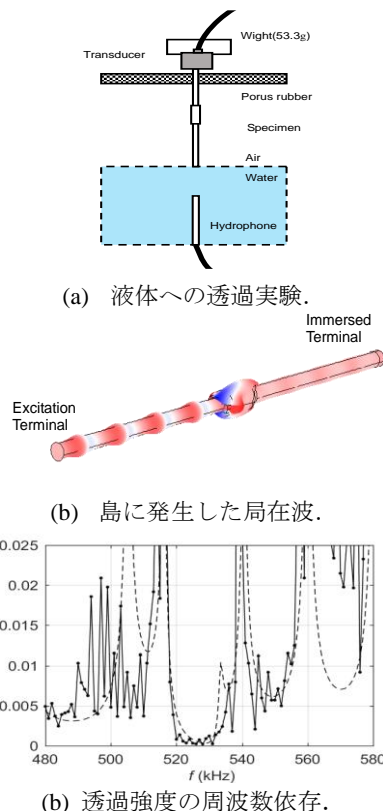 Wight(53.3g)
Transducer
Porus rubber
Specimen
Air
Water
Hydrophone
(a) 液体への透過実験.
Immersed
Terminal
Excitation
Terminal
(b) 島に発生した局在波.
0.025
0.02
0.015
0.01
0.005
0
480 500 520 540 560 580
f (kHz)
(b) 透過強度の周波数依存.